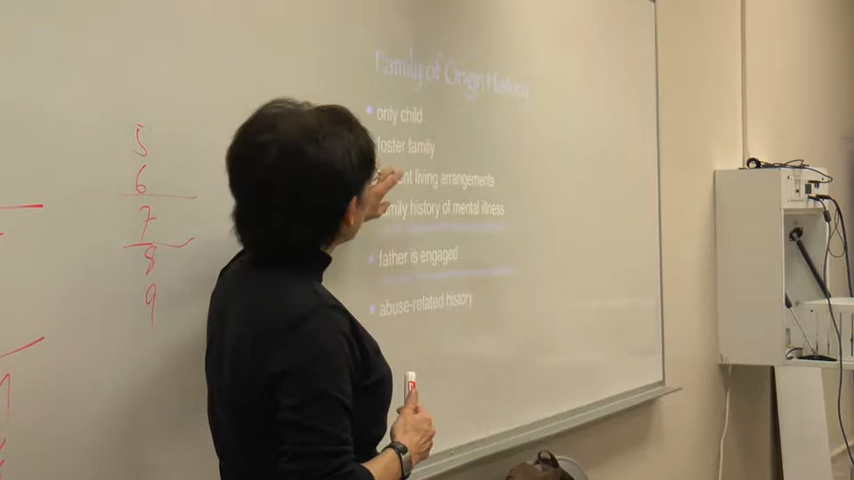 Family of Origin History
only child
foster family
living arrangements
family history of mental illness
father is engaged
abuse-related history
5
6
7
8
9